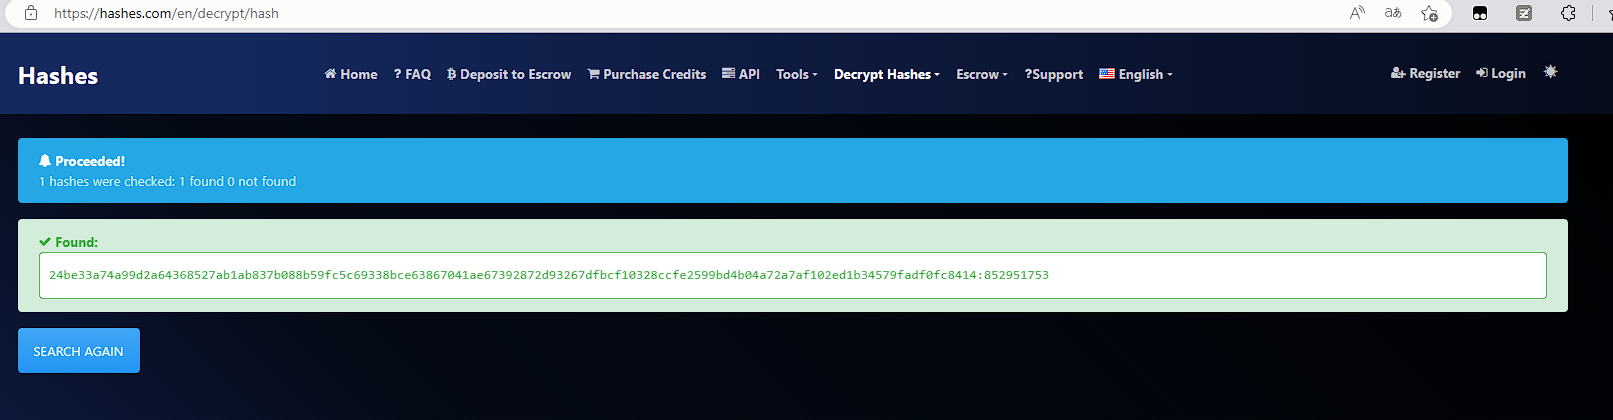 https://hashes.com/en/decrypt/hash
Hashes
Home
? FAQ
Deposit to Escrow
Purchase Credits
API
Tools
Decrypt Hashes
Escrow
?Support
English
Register
Login
Proceeded!
1 hashes were checked: 1 found 0 not found
Found:
24be33a74a99d2a64368527ab1ab837b088b59fc5c69338bce63867041ae67392872d93267dfbcf10328ccfe2599bd4b04a72a7af102ed1b34579fadf0fc8414:852951753
SEARCH AGAIN